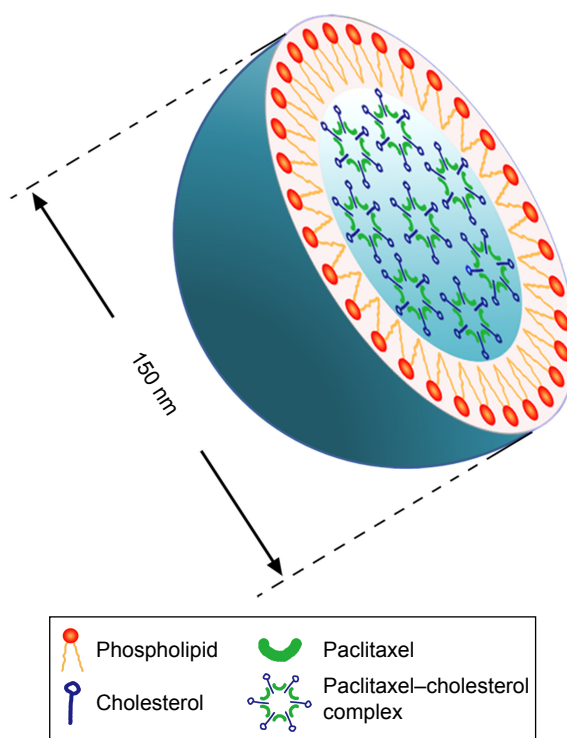 150 nm
Phospholipid
Paclitaxel
Cholesterol
Paclitaxel–cholesterol
complex